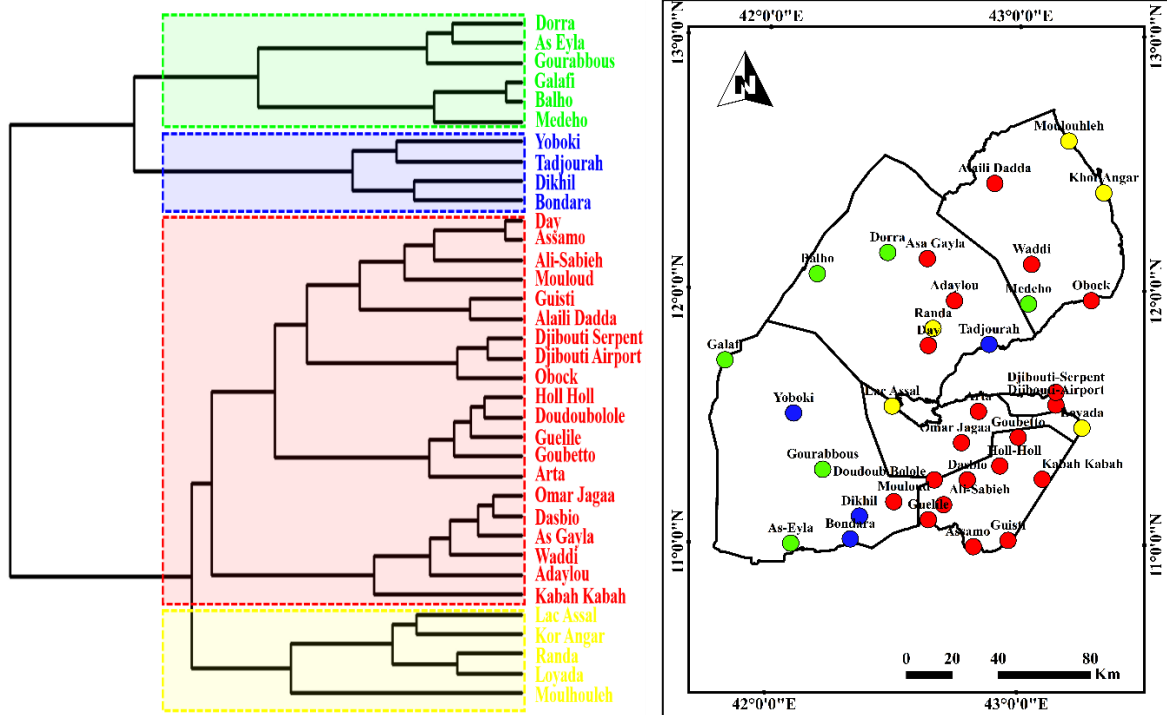 Dorra
As Eyla
Gourabbous
Galafi
Balho
Medeho
Yoboki
Tadjourah
Dikhil
Bondara
Day
Assamo
Ali-Sabieh
Mouloud
Guisti
Alaili Dadda
Djibouti Serpent
Djibouti Airport
Obock
Holl Holl
Doudoubolole
Guelile
Goubetto
Arta
Omar Jagaa
Dasbio
As Gayla
Waddi
Adaylou
Kabah Kabah
Lac Assal
Kor Angar
Randa
Loyada
Moulhouleh
42°0'0"E 43°0'0"E
13°0'0"N 13°0'0"N
N
Moulouhleh
Alaili Dadda
Khor Angar
Dorra
Asa Gayla
Waddi
Balho
Adaylou
Medeho
Obock
12°0'0"N 12°0'0"N
Randa
Day
Tadjourah
Galafi
Djibouti-Serpent
Djibouti-Airport
Yoboki
Lac Assal
Arta
Loyada
Omar Jagaa
Goubetto
Gourabbous
Dasbio
Holl-Holl
Doudoub Bolole
Kabah Kabah
Mouloud
Ali-Sabieh
Dikhil
Guelile
As-Eyla
Bondara
Assamo
Guisti
11°0'0"N 11°0'0"N
0 20 40 80
Km
42°0'0"E 43°0'0"E